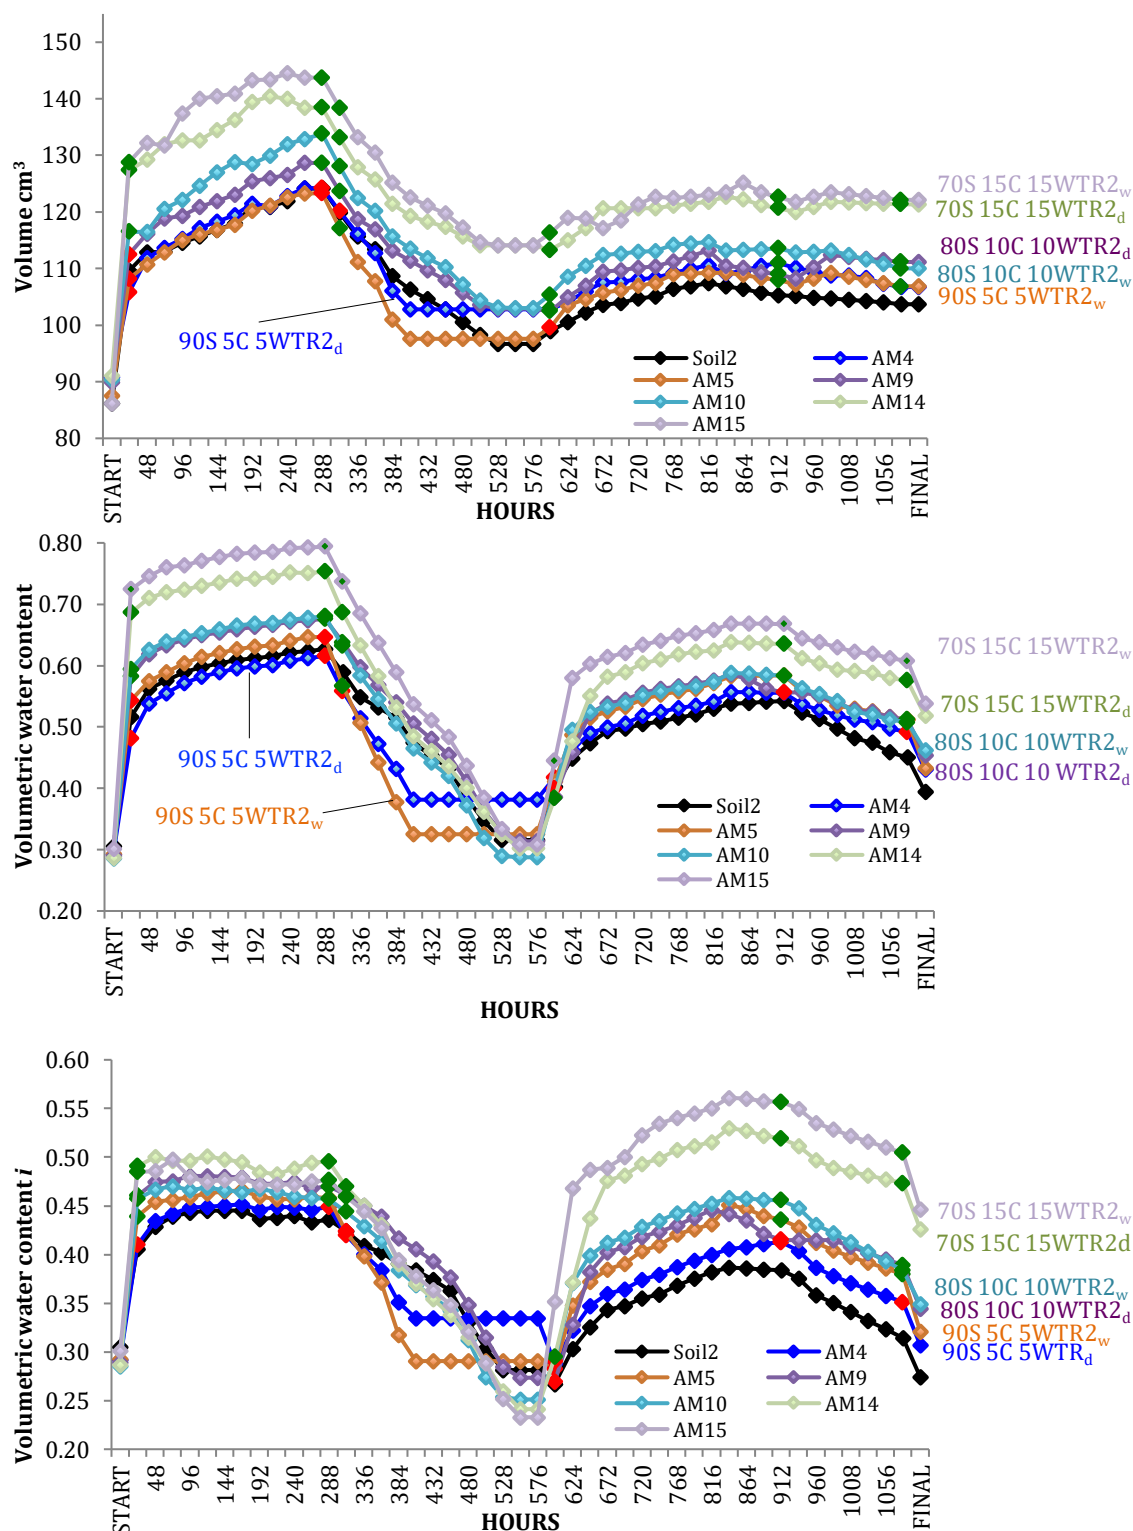 Volume cm³
150
140
130
120
110
100
90
80
70S 15C 15WTR2w
70S 15C 15WTR2d
80S 10C 10WTR2d
80S 10C 10WTR2w
90S 5C 5WTR2w
90S 5C 5WTR2d
Soil2 AM4
AM5 AM9
AM10 AM14
AM15
START 48 96 144 192 240 288 336 384 432 480 528 576 624 672 720 768 816 864 912 960 1008 1056 FINAL
HOURS
Volumetric water content
0.80
0.70
0.60
0.50
0.40
0.30
0.20
70S 15C 15WTR2w
70S 15C 15WTR2d
80S 10C 10WTR2w
80S 10C 10 WTR2d
90S 5C 5WTR2d
90S 5C 5WTR2w
Soil2 AM4
AM5 AM9
AM10 AM14
AM15
START 48 96 144 192 240 288 336 384 432 480 528 576 624 672 720 768 816 864 912 960 1008 1056 FINAL
HOURS
Volumetric water content i
0.60
0.55
0.50
0.45
0.40
0.35
0.30
0.25
0.20
70S 15C 15WTR2w
70S 15C 15WTR2d
80S 10C 10WTR2w
80S 10C 10WTR2d
90S 5C 5WTR2w
90S 5C 5WTRd
Soil2 AM4
AM5 AM9
AM10 AM14
AM15
START 48 96 144 192 240 288 336 384 432 480 528 576 624 672 720 768 816 864 912 960 1008 1056 FINAL
HOURS